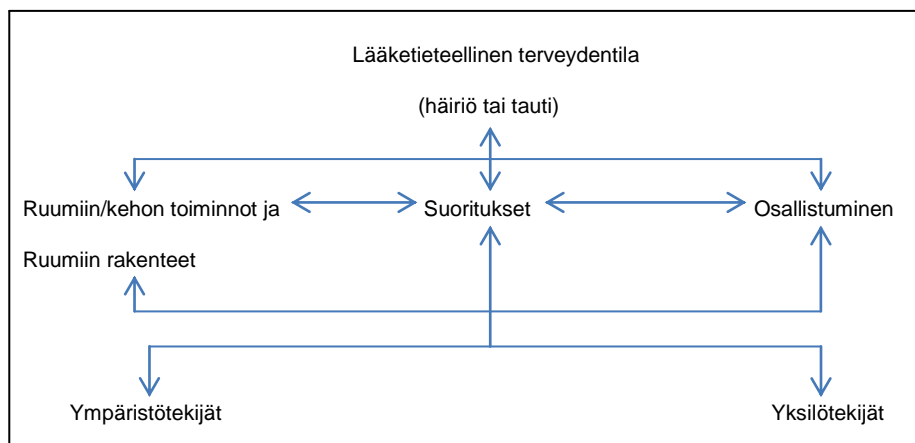 Lääketieteellinen terveydentila
(häiriö tai tauti)
Ruumiin/kehon toiminnot ja
Suoritukset
Osallistuminen
Ruumiin rakenteet
Ympäristötekijät
Yksilötekijät